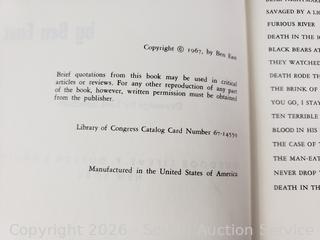 Copyright © 1967, by Ben East
Brief quotations from this book may be used in critical
articles or reviews. For any other reproduction of any part
of the book, however, written permission must be obtained
from the publisher.
Library of Congress Catalog Card Number 67-14550
Manufactured in the United States of America
SAVAGED BY A
FURIOUS RIVER
DEATH IN THE
BLACK BEARS A
THEY WATCHED
DEATH RODE TH
THE BRINK OF
YOU GO, I STAY
TEN TERRIBLE
BLOOD IN HIS
THE CASE OF
THE MAN-EAT
NEVER DROP
DEATH IN THE
Copyright 2026 - Auction Service